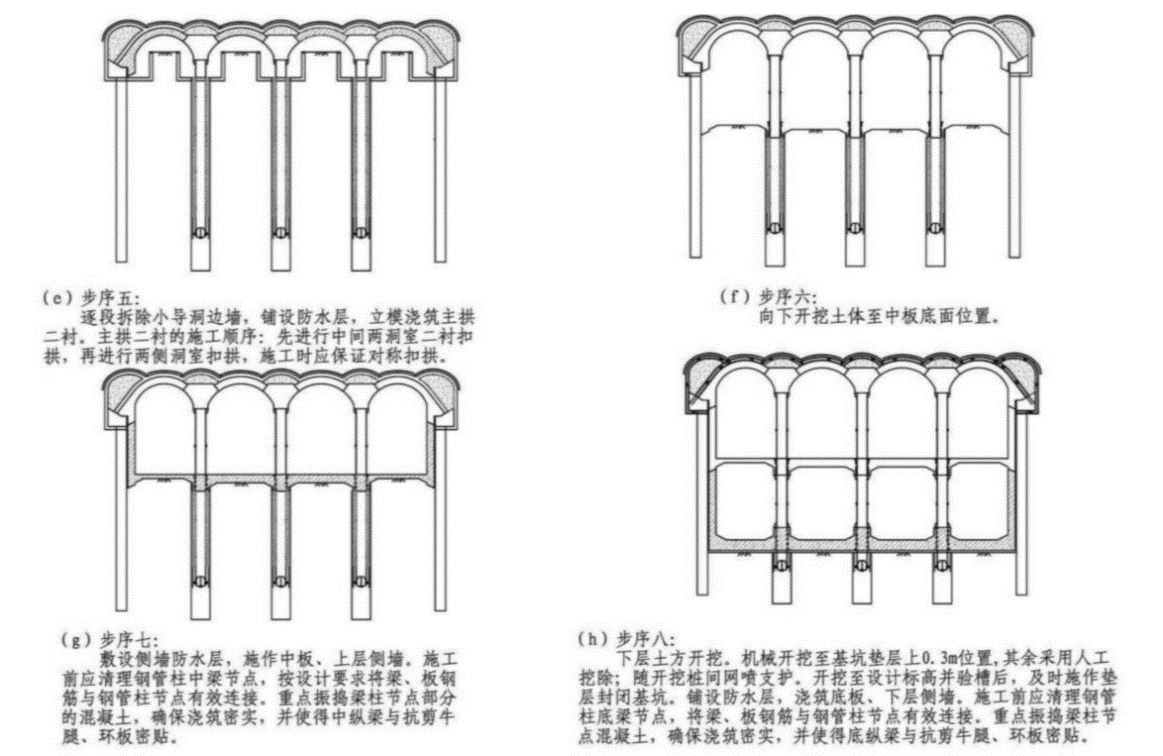 (e) 步序五:
逐段拆除小导洞边墙，铺设防水层，立模浇筑主拱
二衬。主拱二衬的施工顺序：先进行中间两洞室二衬扣
拱，再进行两侧洞室扣拱，施工时应保证对称扣拱。
(f) 步序六:
向下开挖土体至中板底面位置。
(g) 步序七:
敷设侧墙防水层，施作中板、上层侧墙。施工
前应清理钢管柱中梁节点，按设计要求将梁、板钢
筋与钢管柱节点有效连接。重点振捣梁柱节点部分
的混凝土，确保浇筑密实，并使得中纵梁与抗剪牛
腿、环板密贴。
(h) 步序八:
下层土方开挖。机械开挖至基坑垫层上0.3m位置,其余采用人工
挖除；随开挖桩间网喷支护。开挖至设计标高并验槽后，及时施作垫
层封闭基坑。铺设防水层，浇筑底板、下层侧墙。施工前应清理钢管
柱底梁节点，将梁、板钢筋与钢管柱节点有效连接。重点振捣梁柱节
点混凝土，确保浇筑密实，并使得底纵梁与抗剪牛腿、环板密贴。